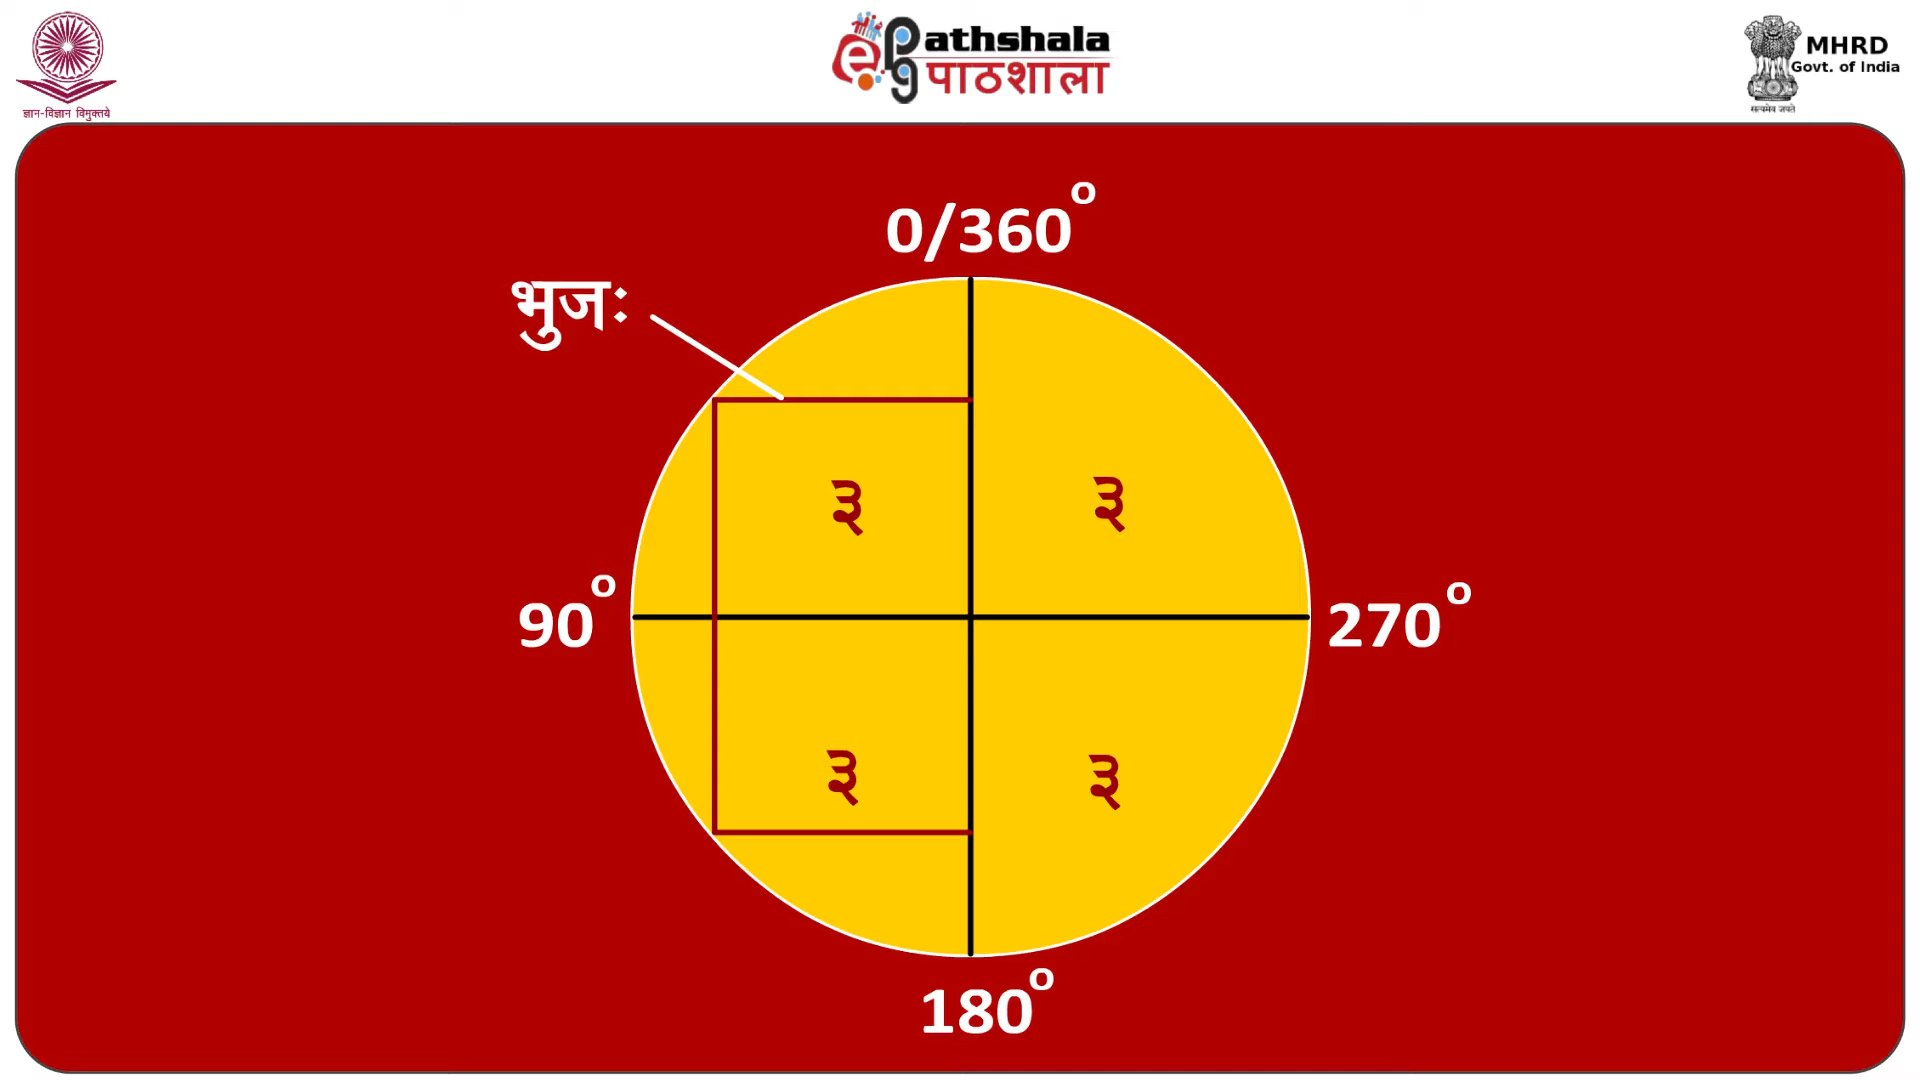 ज्ञान-विज्ञान विमुक्तये
ePG Pathshala
पाठशाला
MHRD
Govt. of India
सत्यमेव जयते
0/360°
भुजः
३ ३
90° 270°
३ ३
180°